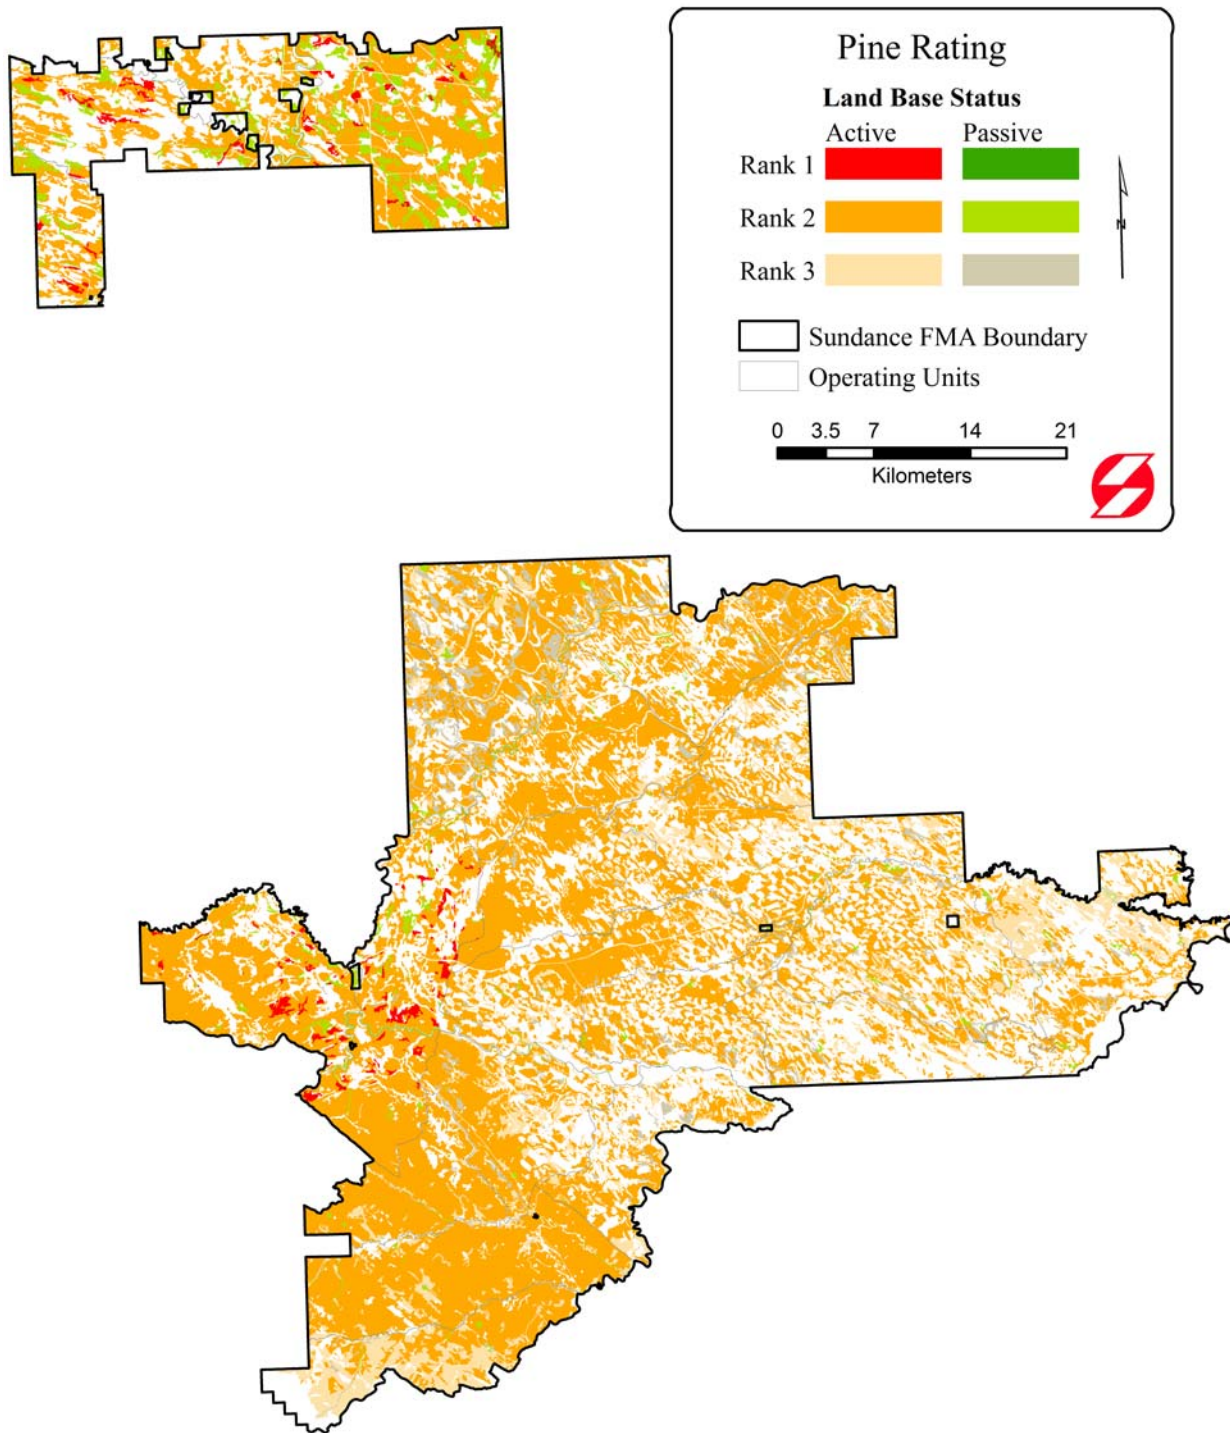 Pine Rating
Land Base Status
Active Passive
Rank 1
Rank 2
Rank 3
N
Sundance FMA Boundary
Operating Units
0 3.5 7 14 21
Kilometers